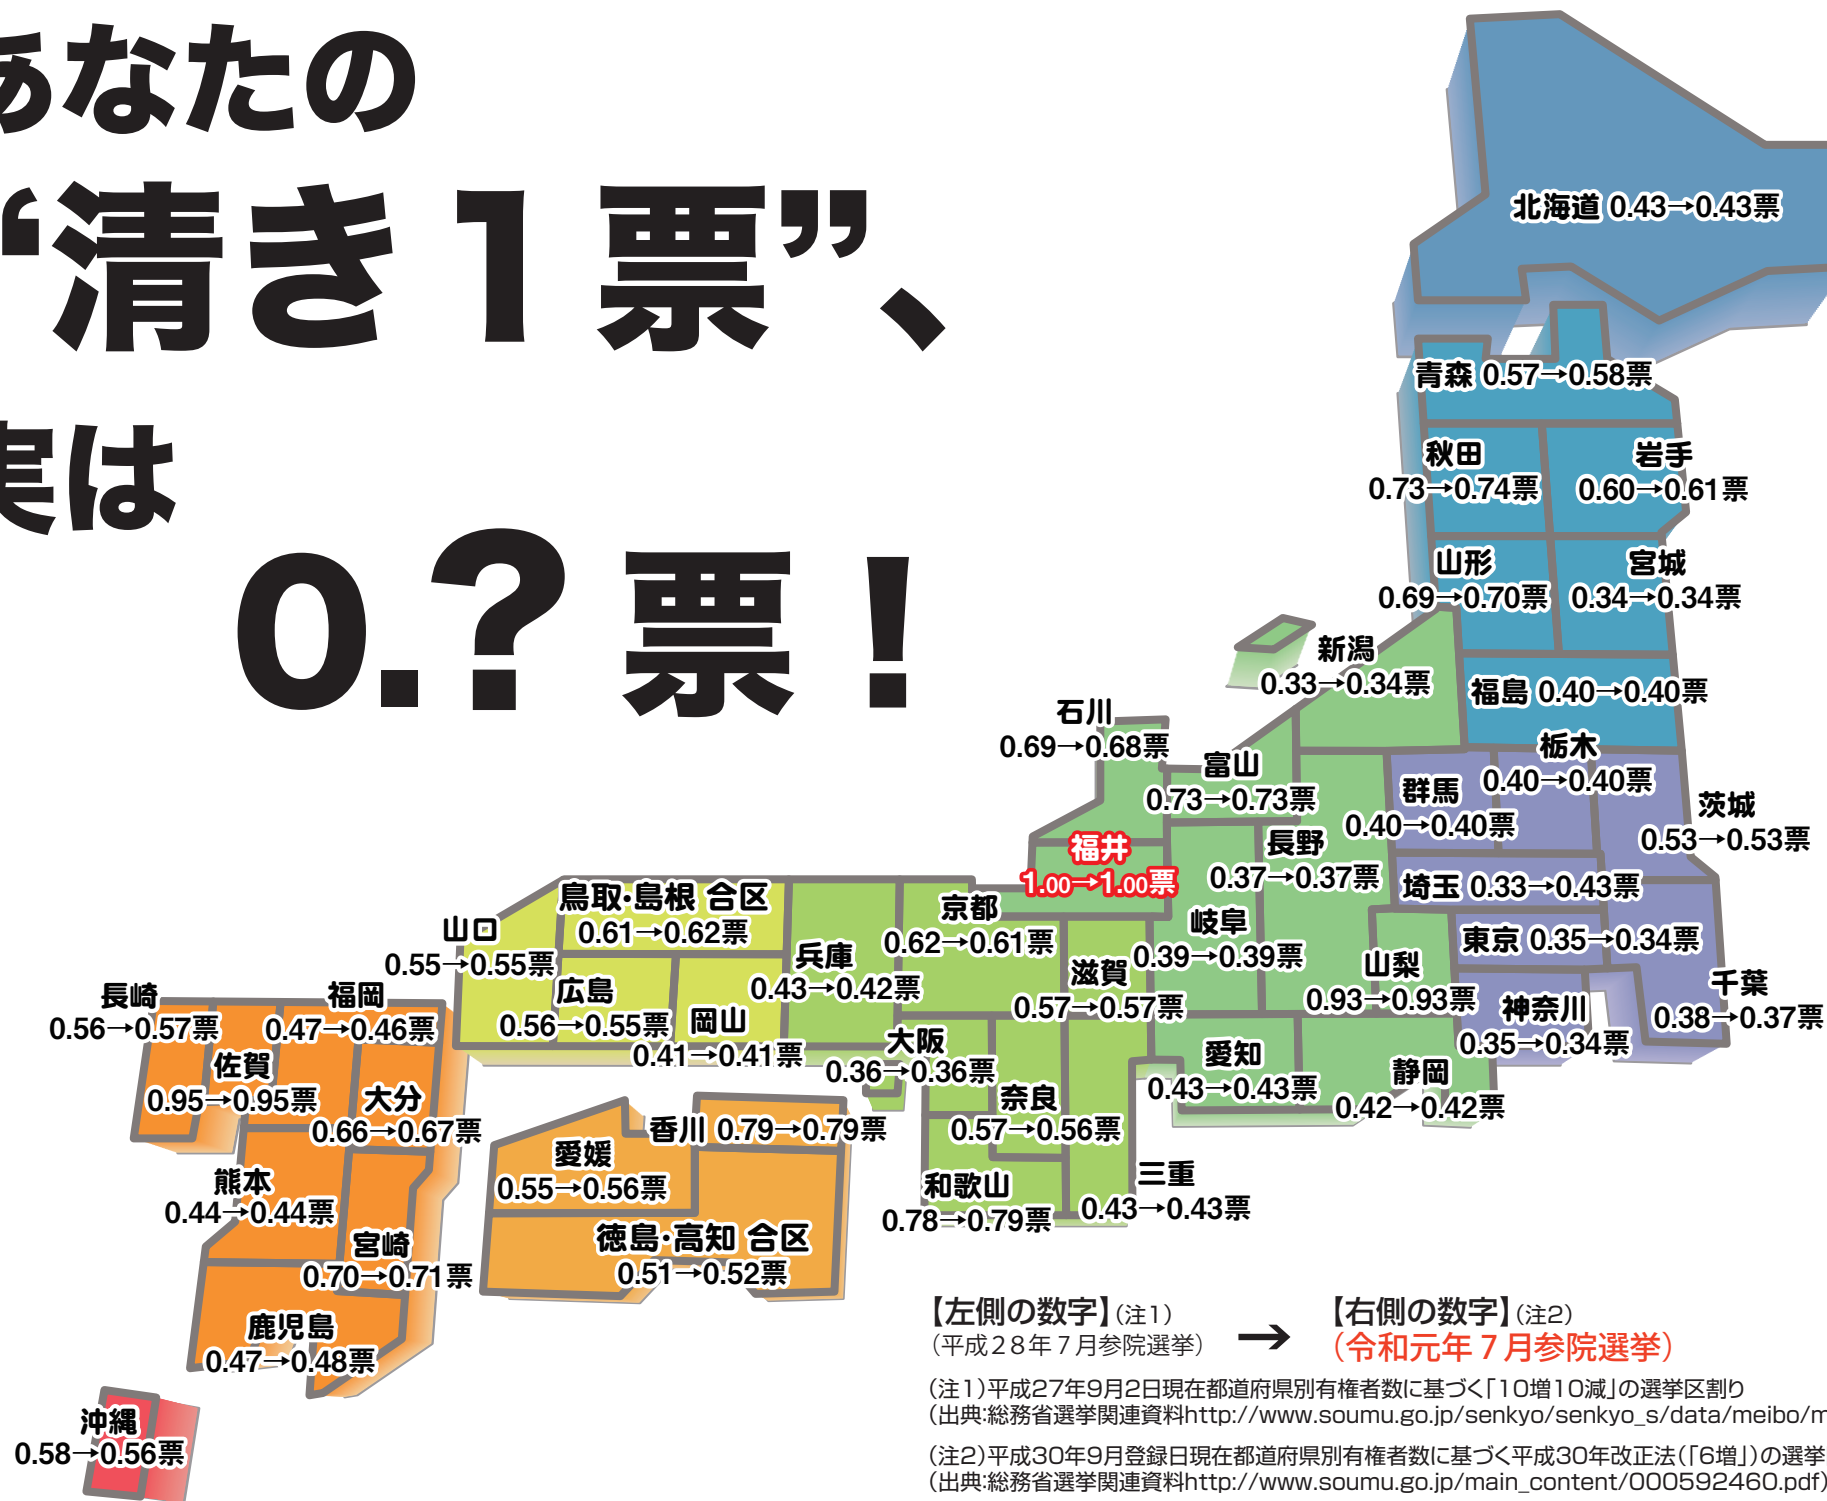 あなたの
“清き1票”、
実は
0.?票!
北海道 0.43→0.43票
青森 0.57→0.58票
秋田
0.73→0.74票
岩手
0.60→0.61票
山形
0.69→0.70票
宮城
0.34→0.34票
新潟
0.33→0.34票
福島 0.40→0.40票
石川
0.69→0.68票
富山
0.73→0.73票
群馬
0.40→0.40票
栃木
0.40→0.40票
茨城
0.53→0.53票
福井
1.00→1.00票
長野
0.37→0.37票
埼玉 0.33→0.43票
鳥取・島根 合区
0.61→0.62票
山口
0.55→0.55票
京都
0.62→0.61票
岐阜
0.39→0.39票
東京 0.35→0.34票
兵庫
0.43→0.42票
滋賀
0.57→0.57票
山梨
0.93→0.93票
千葉
0.38→0.37票
広島
0.56→0.55票
岡山
0.41→0.41票
神奈川
0.35→0.34票
長崎
0.56→0.57票
福岡
0.47→0.46票
大阪
0.36→0.36票
愛知
0.43→0.43票
静岡
0.42→0.42票
佐賀
0.95→0.95票
大分
0.66→0.67票
奈良
0.57→0.56票
香川 0.79→0.79票
愛媛
0.55→0.56票
熊本
0.44→0.44票
和歌山
0.78→0.79票
三重
0.43→0.43票
宮崎
0.70→0.71票
徳島・高知 合区
0.51→0.52票
鹿児島
0.47→0.48票
沖縄
0.58→0.56票
【左側の数字】(注1) → 【右側の数字】(注2)
(平成28年7月参院選挙) (令和元年7月参院選挙)
(注1)平成27年9月2日現在都道府県別有権者数に基づく「10増10減」の選挙区割り
(出典:総務省選挙関連資料http://www.soumu.go.jp/senkyo/senkyo_s/data/meibo/m
(注2)平成30年9月登録日現在都道府県別有権者数に基づく平成30年改正法(「6増」)の選挙
(出典:総務省選挙関連資料http://www.soumu.go.jp/main_content/000592460.pdf)